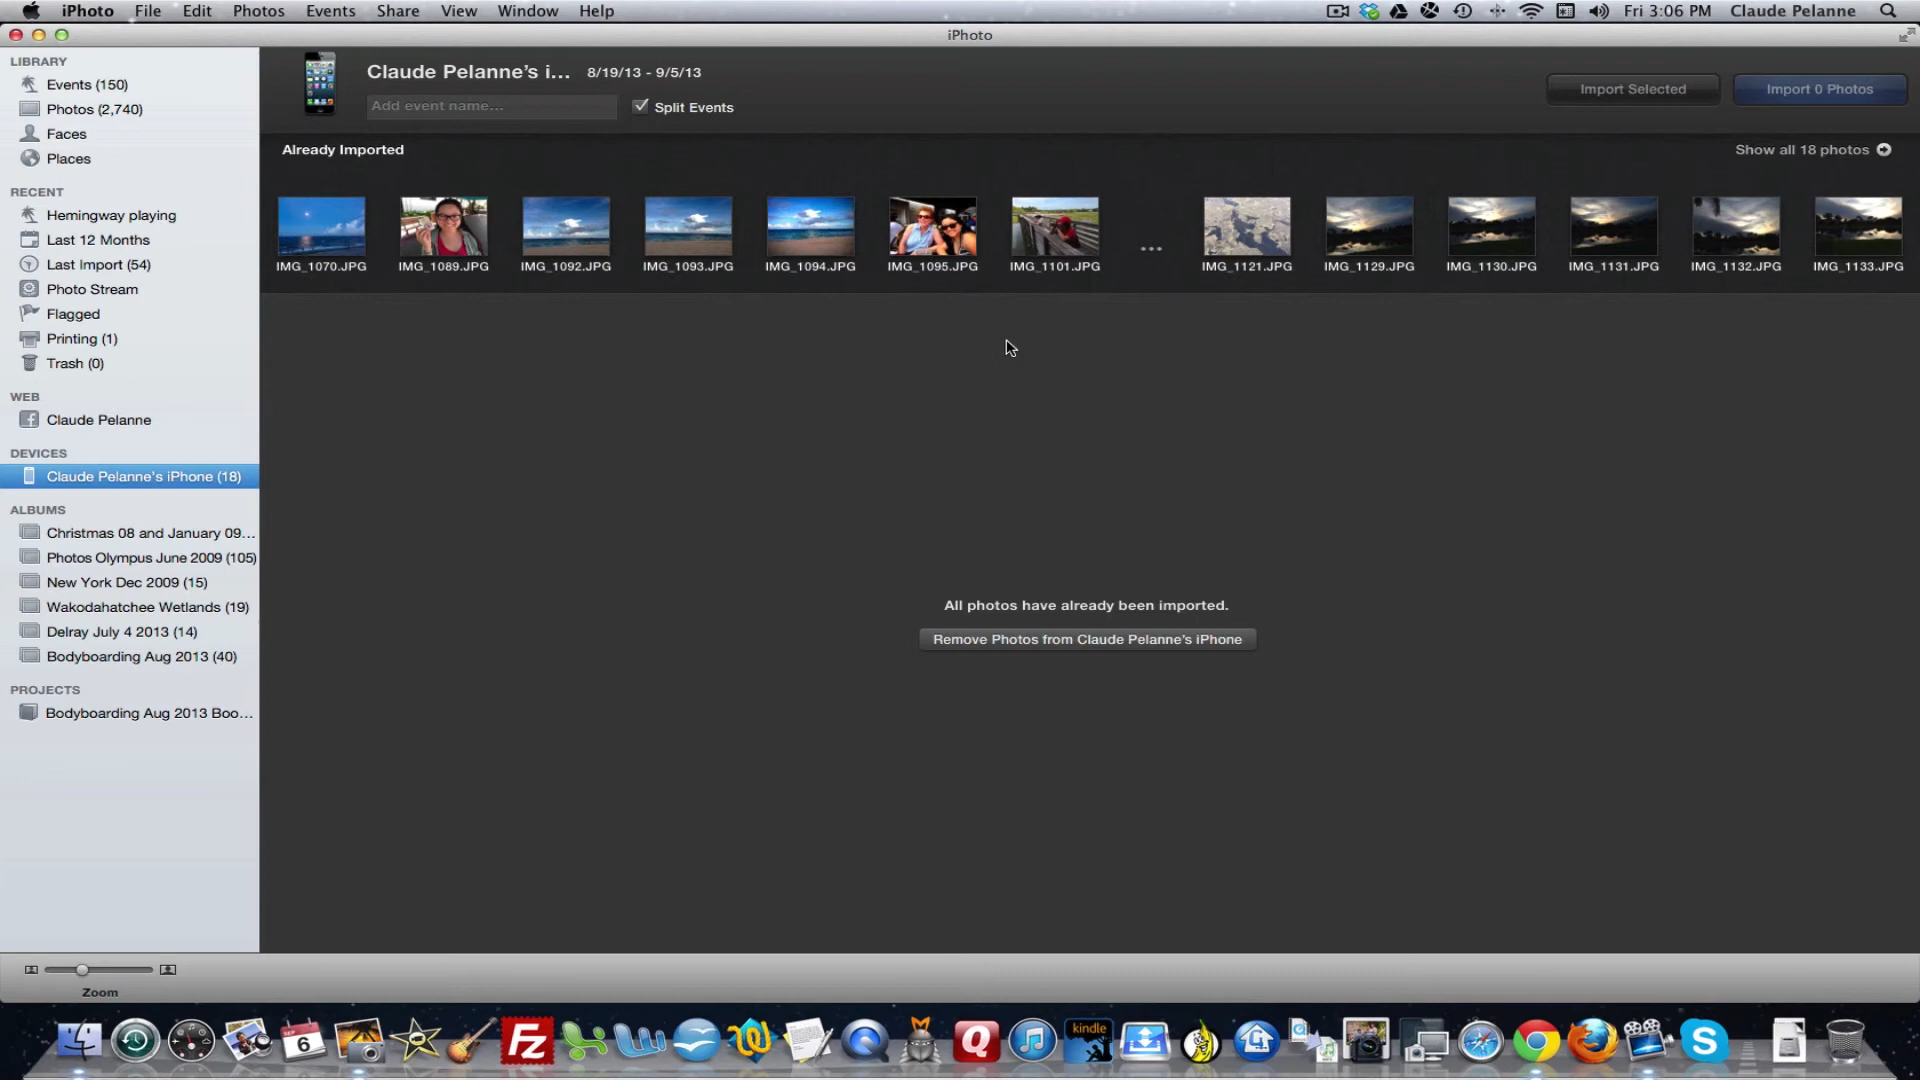 iPhoto File Edit Photos Events Share View Window Help Fri 3:06 PM Claude Pelanne
iPhoto
LIBRARY
Events (150)
Photos (2,740)
Faces
Places
RECENT
Hemingway playing
Last 12 Months
Last Import (54)
Photo Stream
Flagged
Printing (1)
Trash (0)
WEB
Claude Pelanne
DEVICES
Claude Pelanne's iPhone (18)
ALBUMS
Christmas 08 and January 09...
Photos Olympus June 2009 (105)
New York Dec 2009 (15)
Wakodahatchee Wetlands (19)
Delray July 4 2013 (14)
Bodyboarding Aug 2013 (40)
PROJECTS
Bodyboarding Aug 2013 Boo...
Claude Pelanne's i... 8/19/13 - 9/5/13
Add event name... Split Events
Import Selected Import 0 Photos
Already Imported Show all 18 photos
IMG_1070.JPG IMG_1089.JPG IMG_1092.JPG IMG_1093.JPG IMG_1094.JPG IMG_1095.JPG IMG_1101.JPG ... IMG_1121.JPG IMG_1129.JPG IMG_1130.JPG IMG_1131.JPG IMG_1132.JPG IMG_1133.JPG
All photos have already been imported.
Remove Photos from Claude Pelanne's iPhone
Zoom
SEP
6
Fz
Q
kindle
S